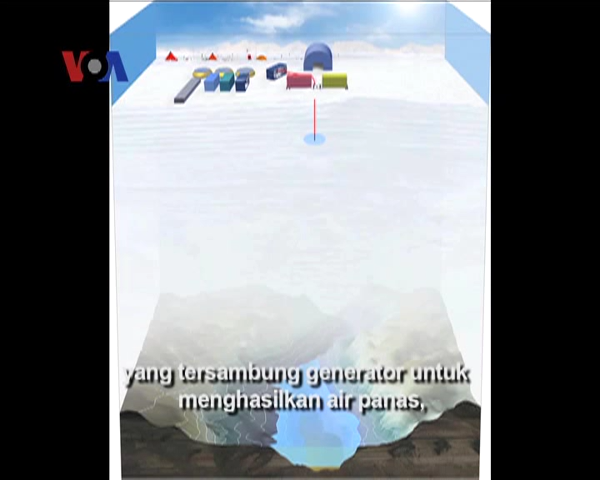 VOA
yang tersambung generator untuk
menghasilkan air panas,